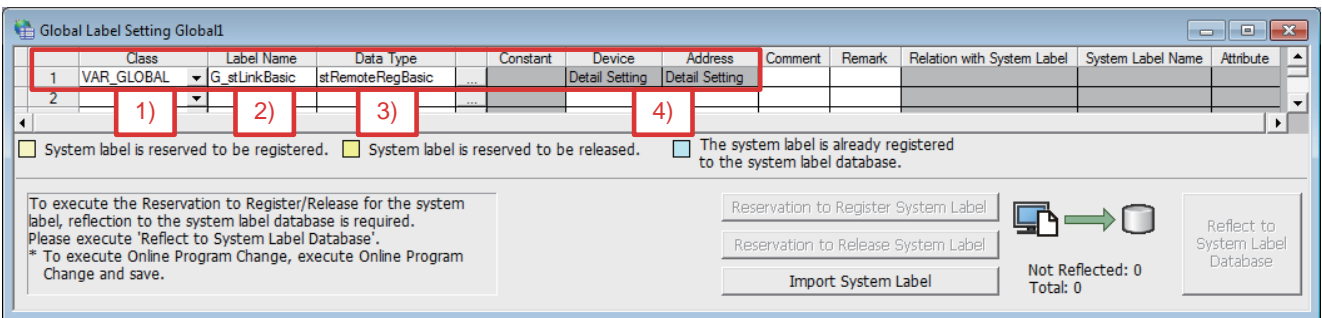 Global Label Setting Global1
Class Label Name Data Type Constant Device Address Comment Remark Relation with System Label System Label Name Attribute
1 VAR_GLOBAL G_stLinkBasic stRemoteRegBasic ... Detail Setting Detail Setting
2 ...
1) 2) 3) 4)
System label is reserved to be registered. System label is reserved to be released. The system label is already registered
to the system label database.
To execute the Reservation to Register/Release for the system
label, reflection to the system label database is required.
Please execute 'Reflect to System Label Database'.
* To execute Online Program Change, execute Online Program
Change and save.
Reservation to Register System Label
Reservation to Release System Label
Import System Label
Not Reflected: 0
Total: 0
Reflect to
System Label
Database